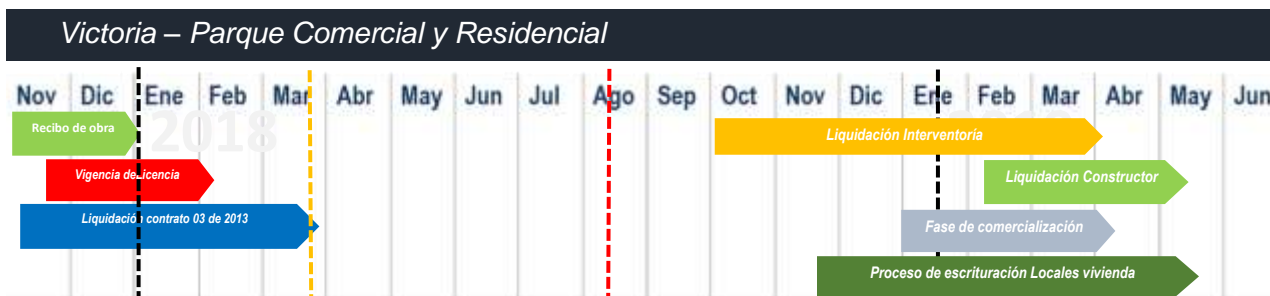 Victoria – Parque Comercial y Residencial
Nov Dic Ene Feb Mar Abr May Jun Jul Ago Sep Oct Nov Dic Ene Feb Mar Abr May Jun
2018
Recibo de obra
Liquidación Interventoría
Vigencia de licencia
Liquidación Constructor
Liquidación contrato 03 de 2013
Fase de comercialización
Proceso de escrituración Locales vivienda